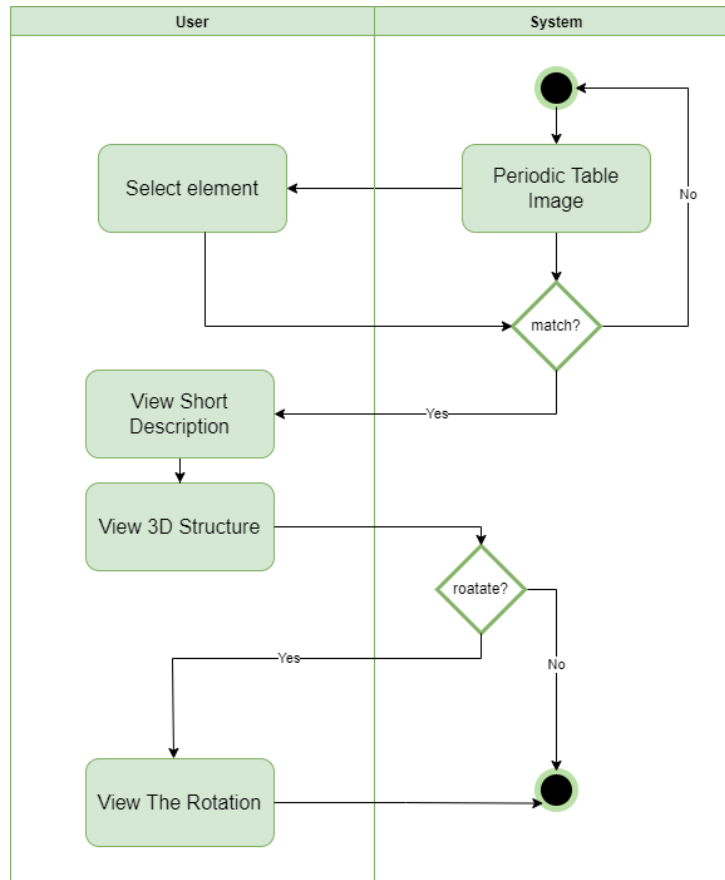 User
System
Select element
Periodic Table
Image
No
match?
View Short
Description
Yes
View 3D Structure
roatate?
Yes
No
View The Rotation